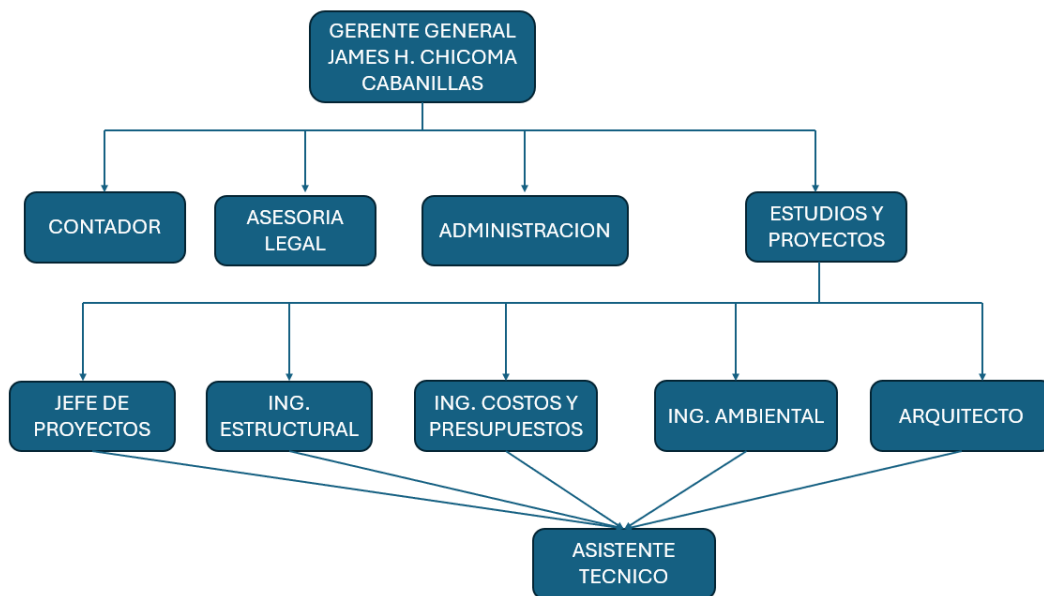 GERENTE GENERAL
JAMES H. CHICOMA
CABANILLAS
CONTADOR
ASESORIA
LEGAL
ADMINISTRACION
ESTUDIOS Y
PROYECTOS
JEFE DE
PROYECTOS
ING.
ESTRUCTURAL
ING. COSTOS Y
PRESUPUESTOS
ING. AMBIENTAL
ARQUITECTO
ASISTENTE
TECNICO